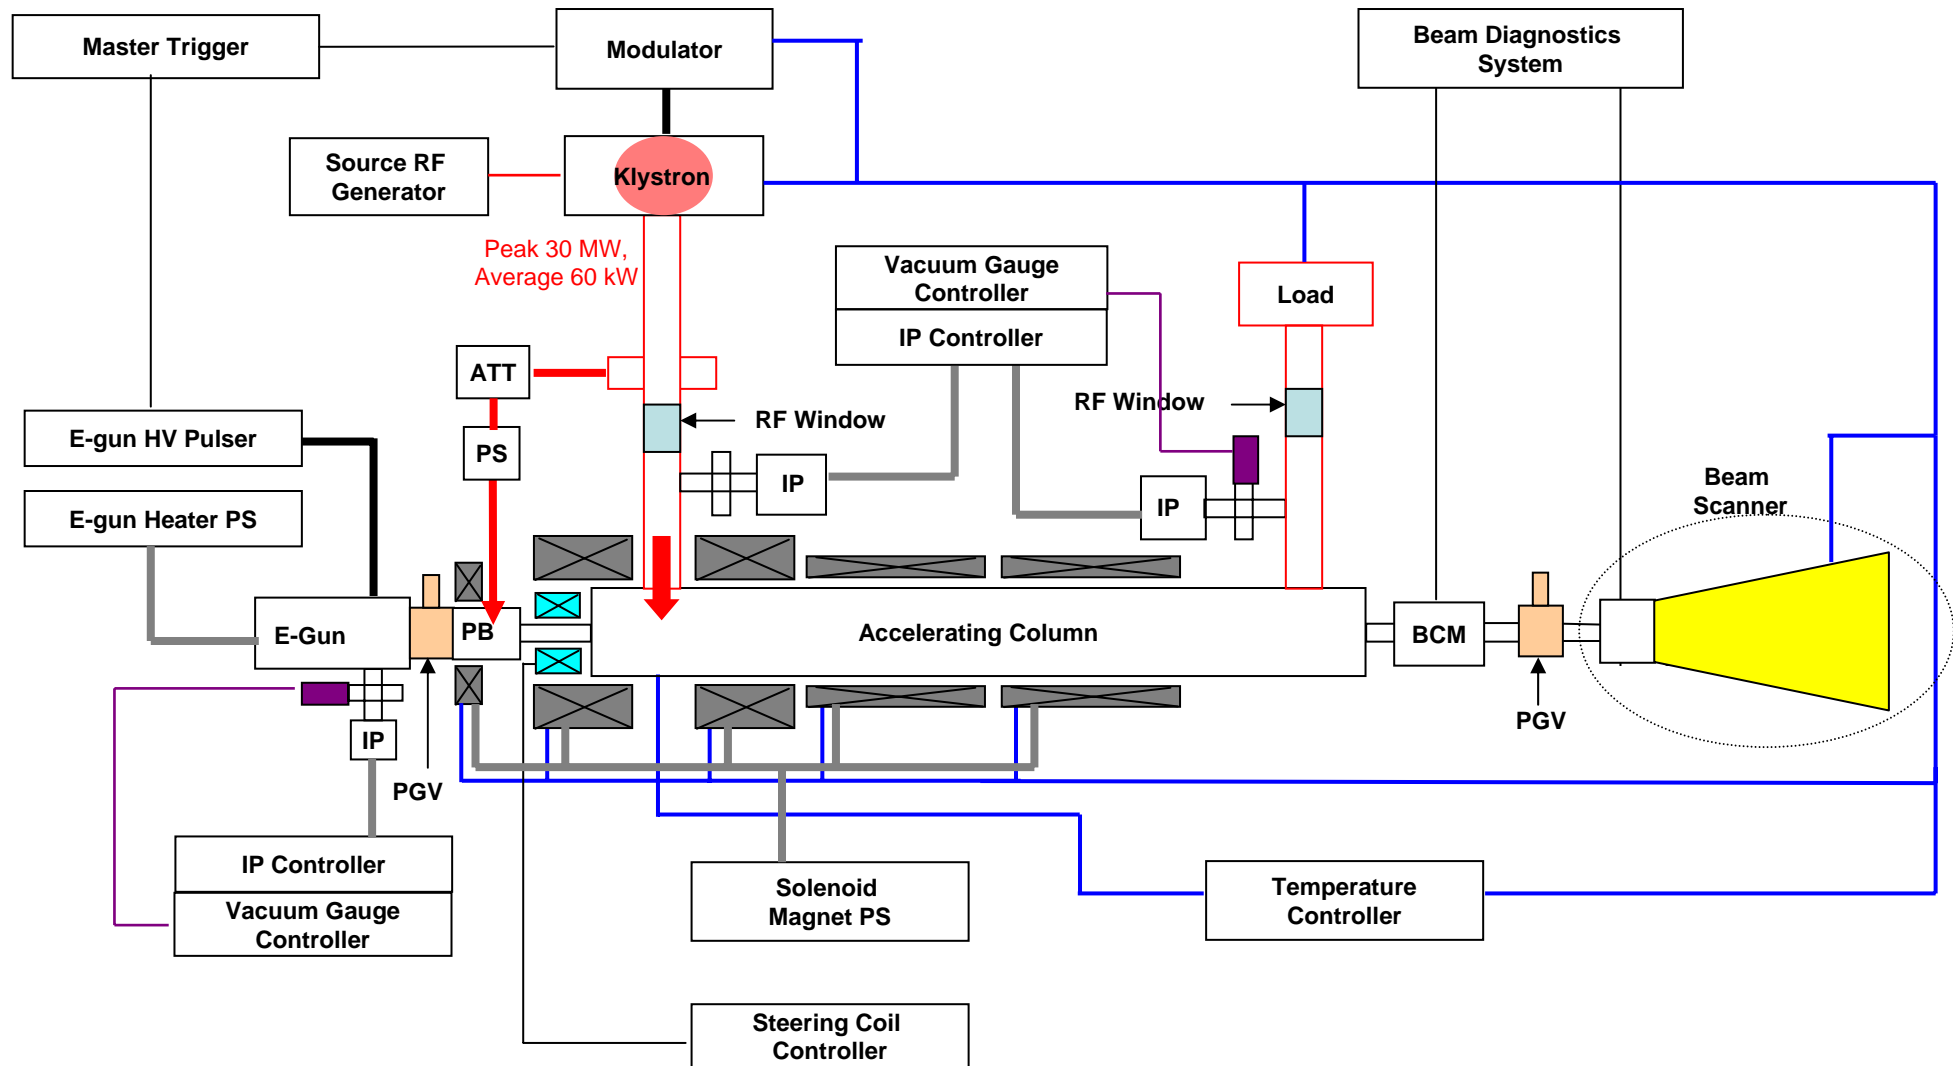 Master Trigger
Modulator
Beam Diagnostics
System
Source RF
Generator
Klystron
Peak 30 MW,
Average 60 kW
Vacuum Gauge
Controller
IP Controller
Load
ATT
RF Window
RF Window
E-gun HV Pulser
PS
IP
IP
Beam
Scanner
E-gun Heater PS
E-Gun
PB
Accelerating Column
BCM
PGV
IP
PGV
IP Controller
Vacuum Gauge
Controller
Solenoid
Magnet PS
Temperature
Controller
Steering Coil
Controller